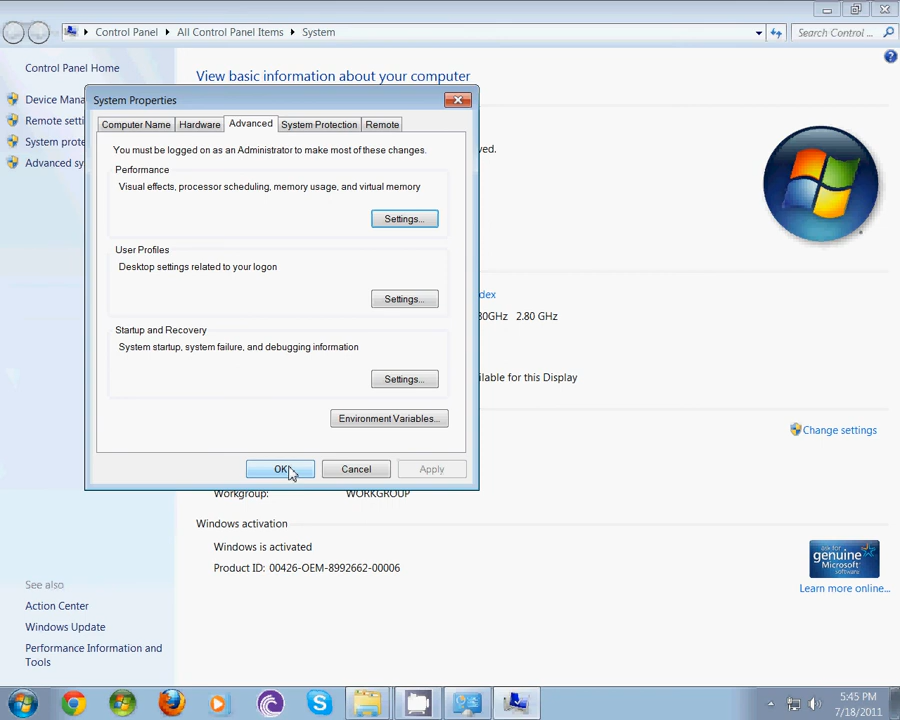 Control Panel
All Control Panel Items
System
Search Control ...
Control Panel Home
View basic information about your computer
Device Mana
Remote setti
System prote
Advanced sy
System Properties
Computer Name
Hardware
Advanced
System Protection
Remote
You must be logged on as an Administrator to make most of these changes.
ved.
Performance
Visual effects, processor scheduling, memory usage, and virtual memory
Settings...
User Profiles
Desktop settings related to your logon
Settings...
dex
80GHz 2.80 GHz
Startup and Recovery
System startup, system failure, and debugging information
Settings...
ilable for this Display
Environment Variables...
Change settings
OK
Cancel
Apply
Workgroup: WORKGROUP
Windows activation
Windows is activated
Product ID: 00426-OEM-8992662-00006
ask for
genuine
Microsoft
software
Learn more online...
See also
Action Center
Windows Update
Performance Information and
Tools
5:45 PM
7/18/2011